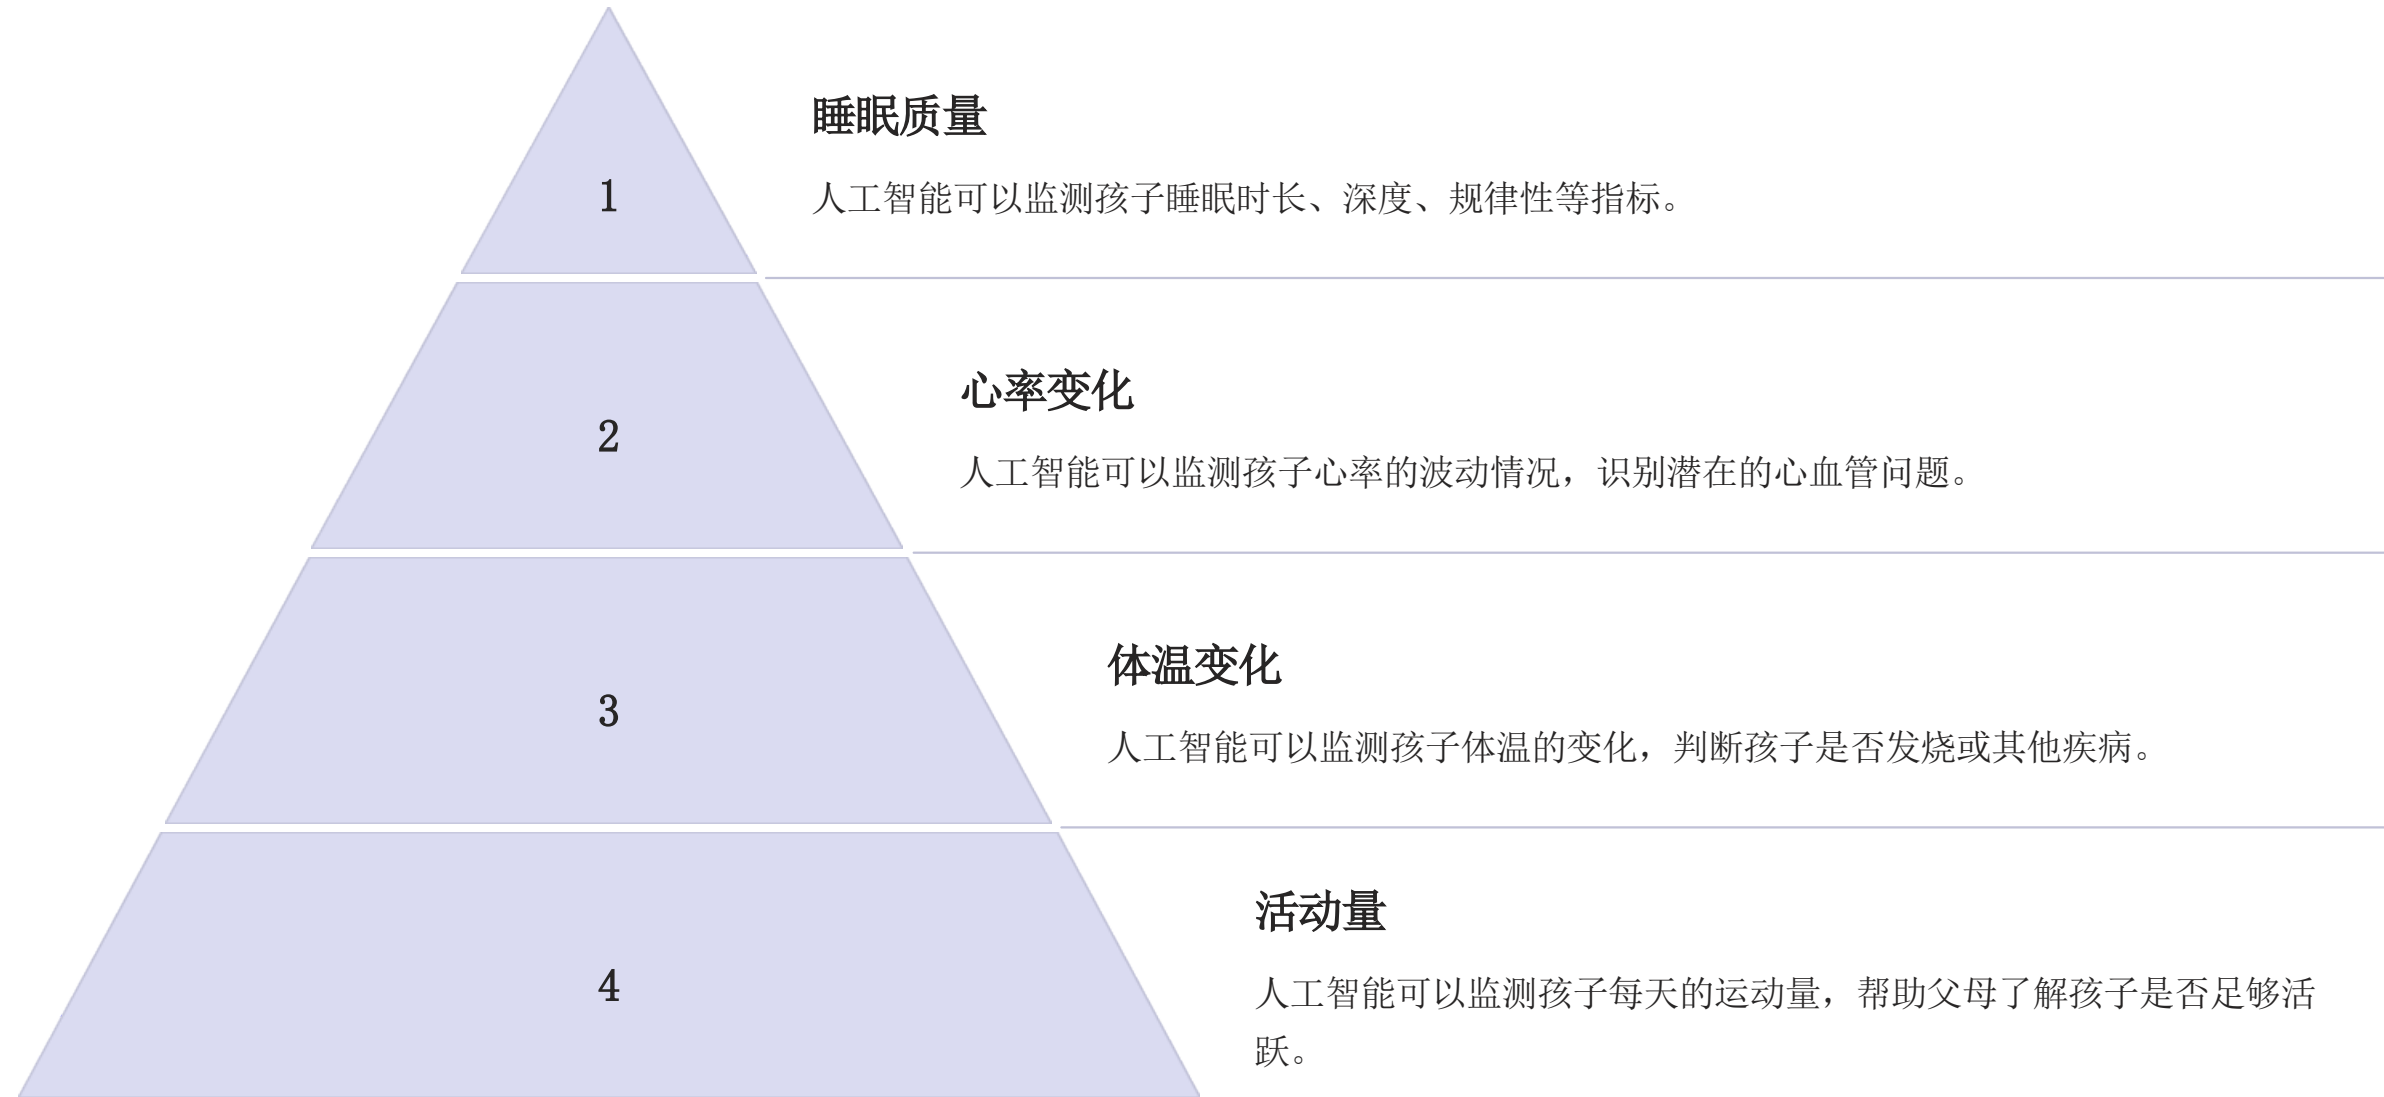 睡眠质量
1
人工智能可以监测孩子睡眠时长、深度、规律性等指标。
心率变化
2
人工智能可以监测孩子心率的波动情况，识别潜在的心血管问题。
体温变化
3
人工智能可以监测孩子体温的变化，判断孩子是否发烧或其他疾病。
活动量
4
人工智能可以监测孩子每天的运动量，帮助父母了解孩子是否足够活
跃。